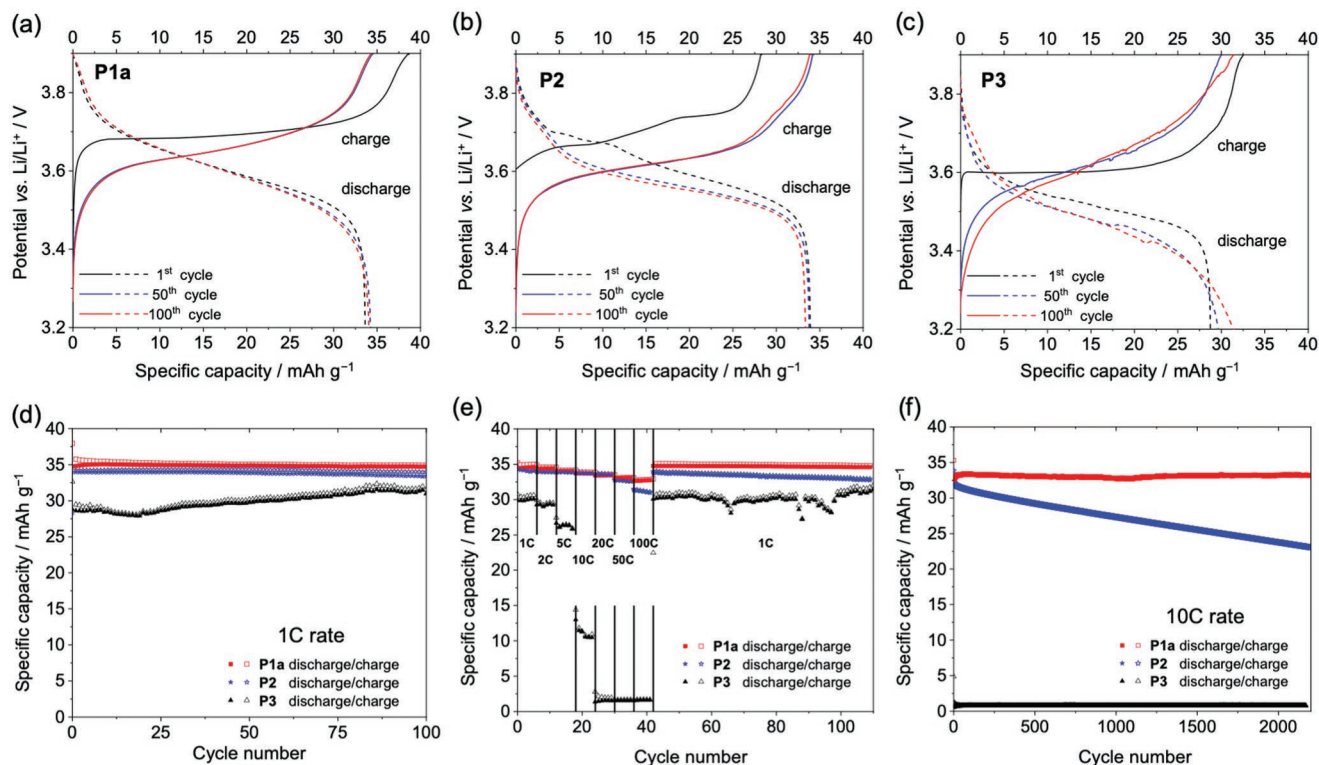 (a)
0 5 10 15 20 25 30 35 40
P1a
3.8
3.6
3.4
3.2
Potential vs. Li/Li⁺ / V
charge
discharge
1st cycle
50th cycle
100th cycle
0 5 10 15 20 25 30 35 40
Specific capacity / mAh g⁻¹
(b)
0 5 10 15 20 25 30 35 40
P2
3.8
3.6
3.4
3.2
Potential vs. Li/Li⁺ / V
charge
discharge
1st cycle
50th cycle
100th cycle
0 5 10 15 20 25 30 35 40
Specific capacity / mAh g⁻¹
(c)
0 5 10 15 20 25 30 35 40
P3
3.8
3.6
3.4
3.2
Potential vs. Li/Li⁺ / V
charge
discharge
1st cycle
50th cycle
100th cycle
0 5 10 15 20 25 30 35 40
Specific capacity / mAh g⁻¹
(d)
40
35
30
25
20
15
10
5
0
Specific capacity / mAh g⁻¹
1C rate
P1a discharge/charge
P2 discharge/charge
P3 discharge/charge
0 25 50 75 100
Cycle number
(e)
40
35
30
25
20
15
10
5
0
Specific capacity / mAh g⁻¹
1C 5C 20C 100C 1C
2C 10C 50C
P1a discharge/charge
P2 discharge/charge
P3 discharge/charge
0 20 40 60 80 100
Cycle number
(f)
40
35
30
25
20
15
10
5
0
Specific capacity / mAh g⁻¹
10C rate
P1a discharge/charge
P2 discharge/charge
P3 discharge/charge
0 500 1000 1500 2000
Cycle number